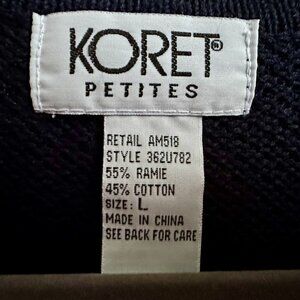 KORET®
PETITES
RETAIL AM518
STYLE 362U782
55% RAMIE
45% COTTON
SIZE: L
MADE IN CHINA
SEE BACK FOR CARE